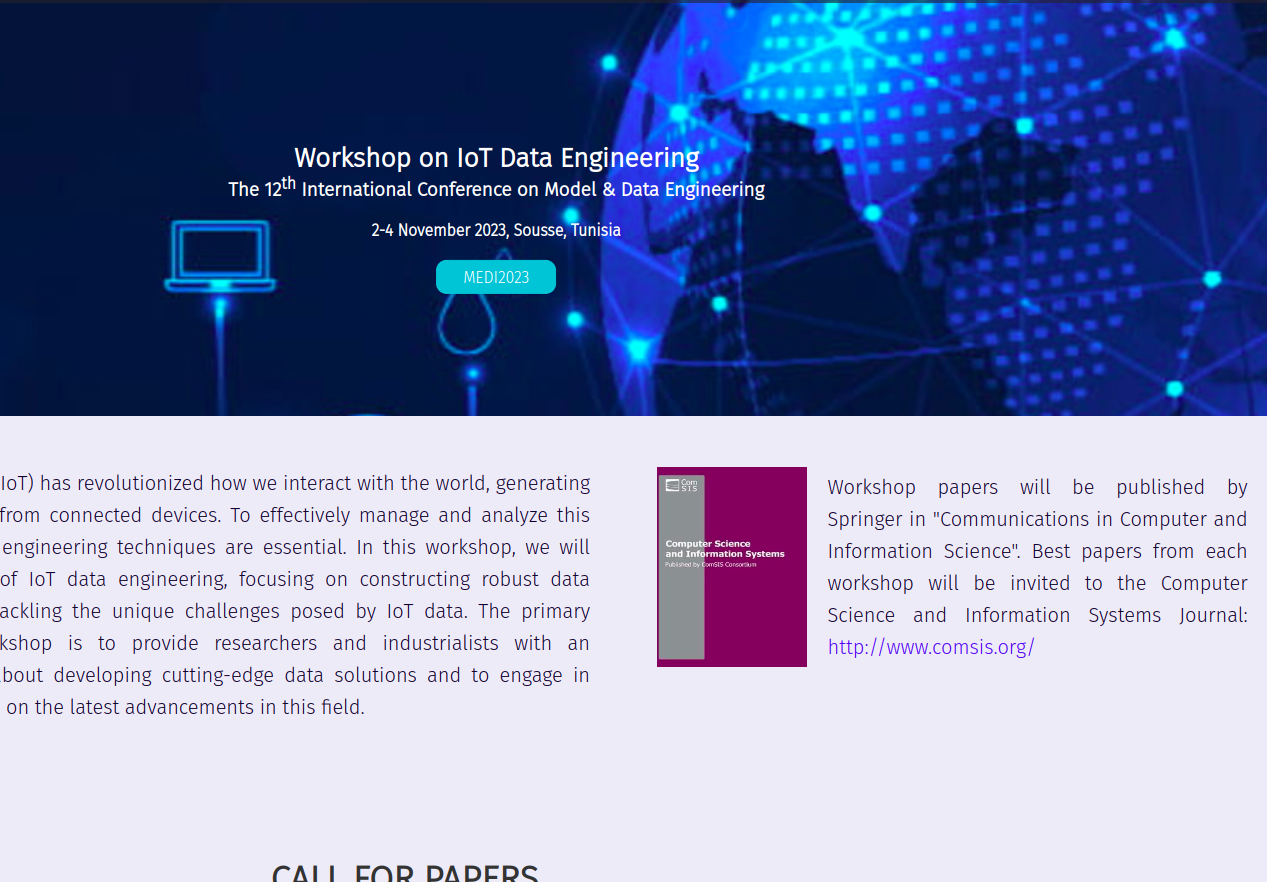 Workshop on IoT Data Engineering
The 12th International Conference on Model & Data Engineering
2-4 November 2023, Sousse, Tunisia
MEDI2023
IoT) has revolutionized how we interact with the world, generating
from connected devices. To effectively manage and analyze this
engineering techniques are essential. In this workshop, we will
of IoT data engineering, focusing on constructing robust data
ackling the unique challenges posed by IoT data. The primary
kshop is to provide researchers and industrialists with an
bout developing cutting-edge data solutions and to engage in
on the latest advancements in this field.
Com
SIS
Computer Science
and Information Systems
Published by ComSIS Consortium
Workshop papers will be published by
Springer in "Communications in Computer and
Information Science". Best papers from each
workshop will be invited to the Computer
Science and Information Systems Journal:
http://www.comsis.org/
CALL FOR PAPERS